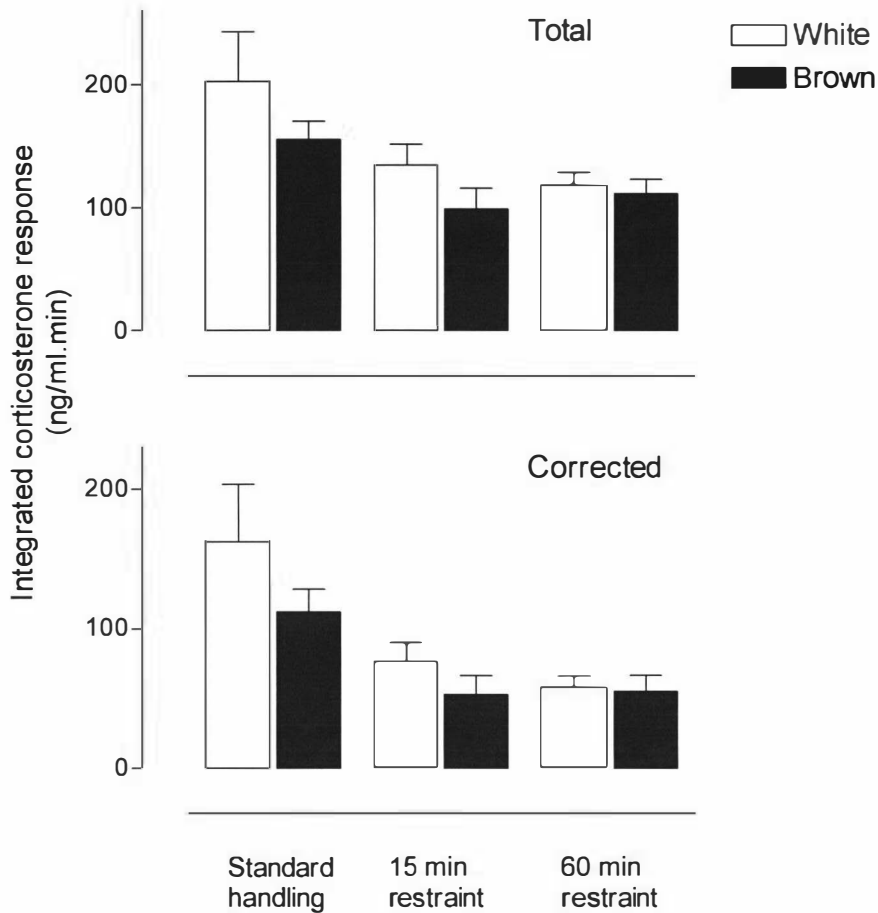 Total
White
Brown
Integrated corticosterone response
(ng/ml.min)
200
100
0
Corrected
200
100
0
Standard
handling
15 min
restraint
60 min
restraint